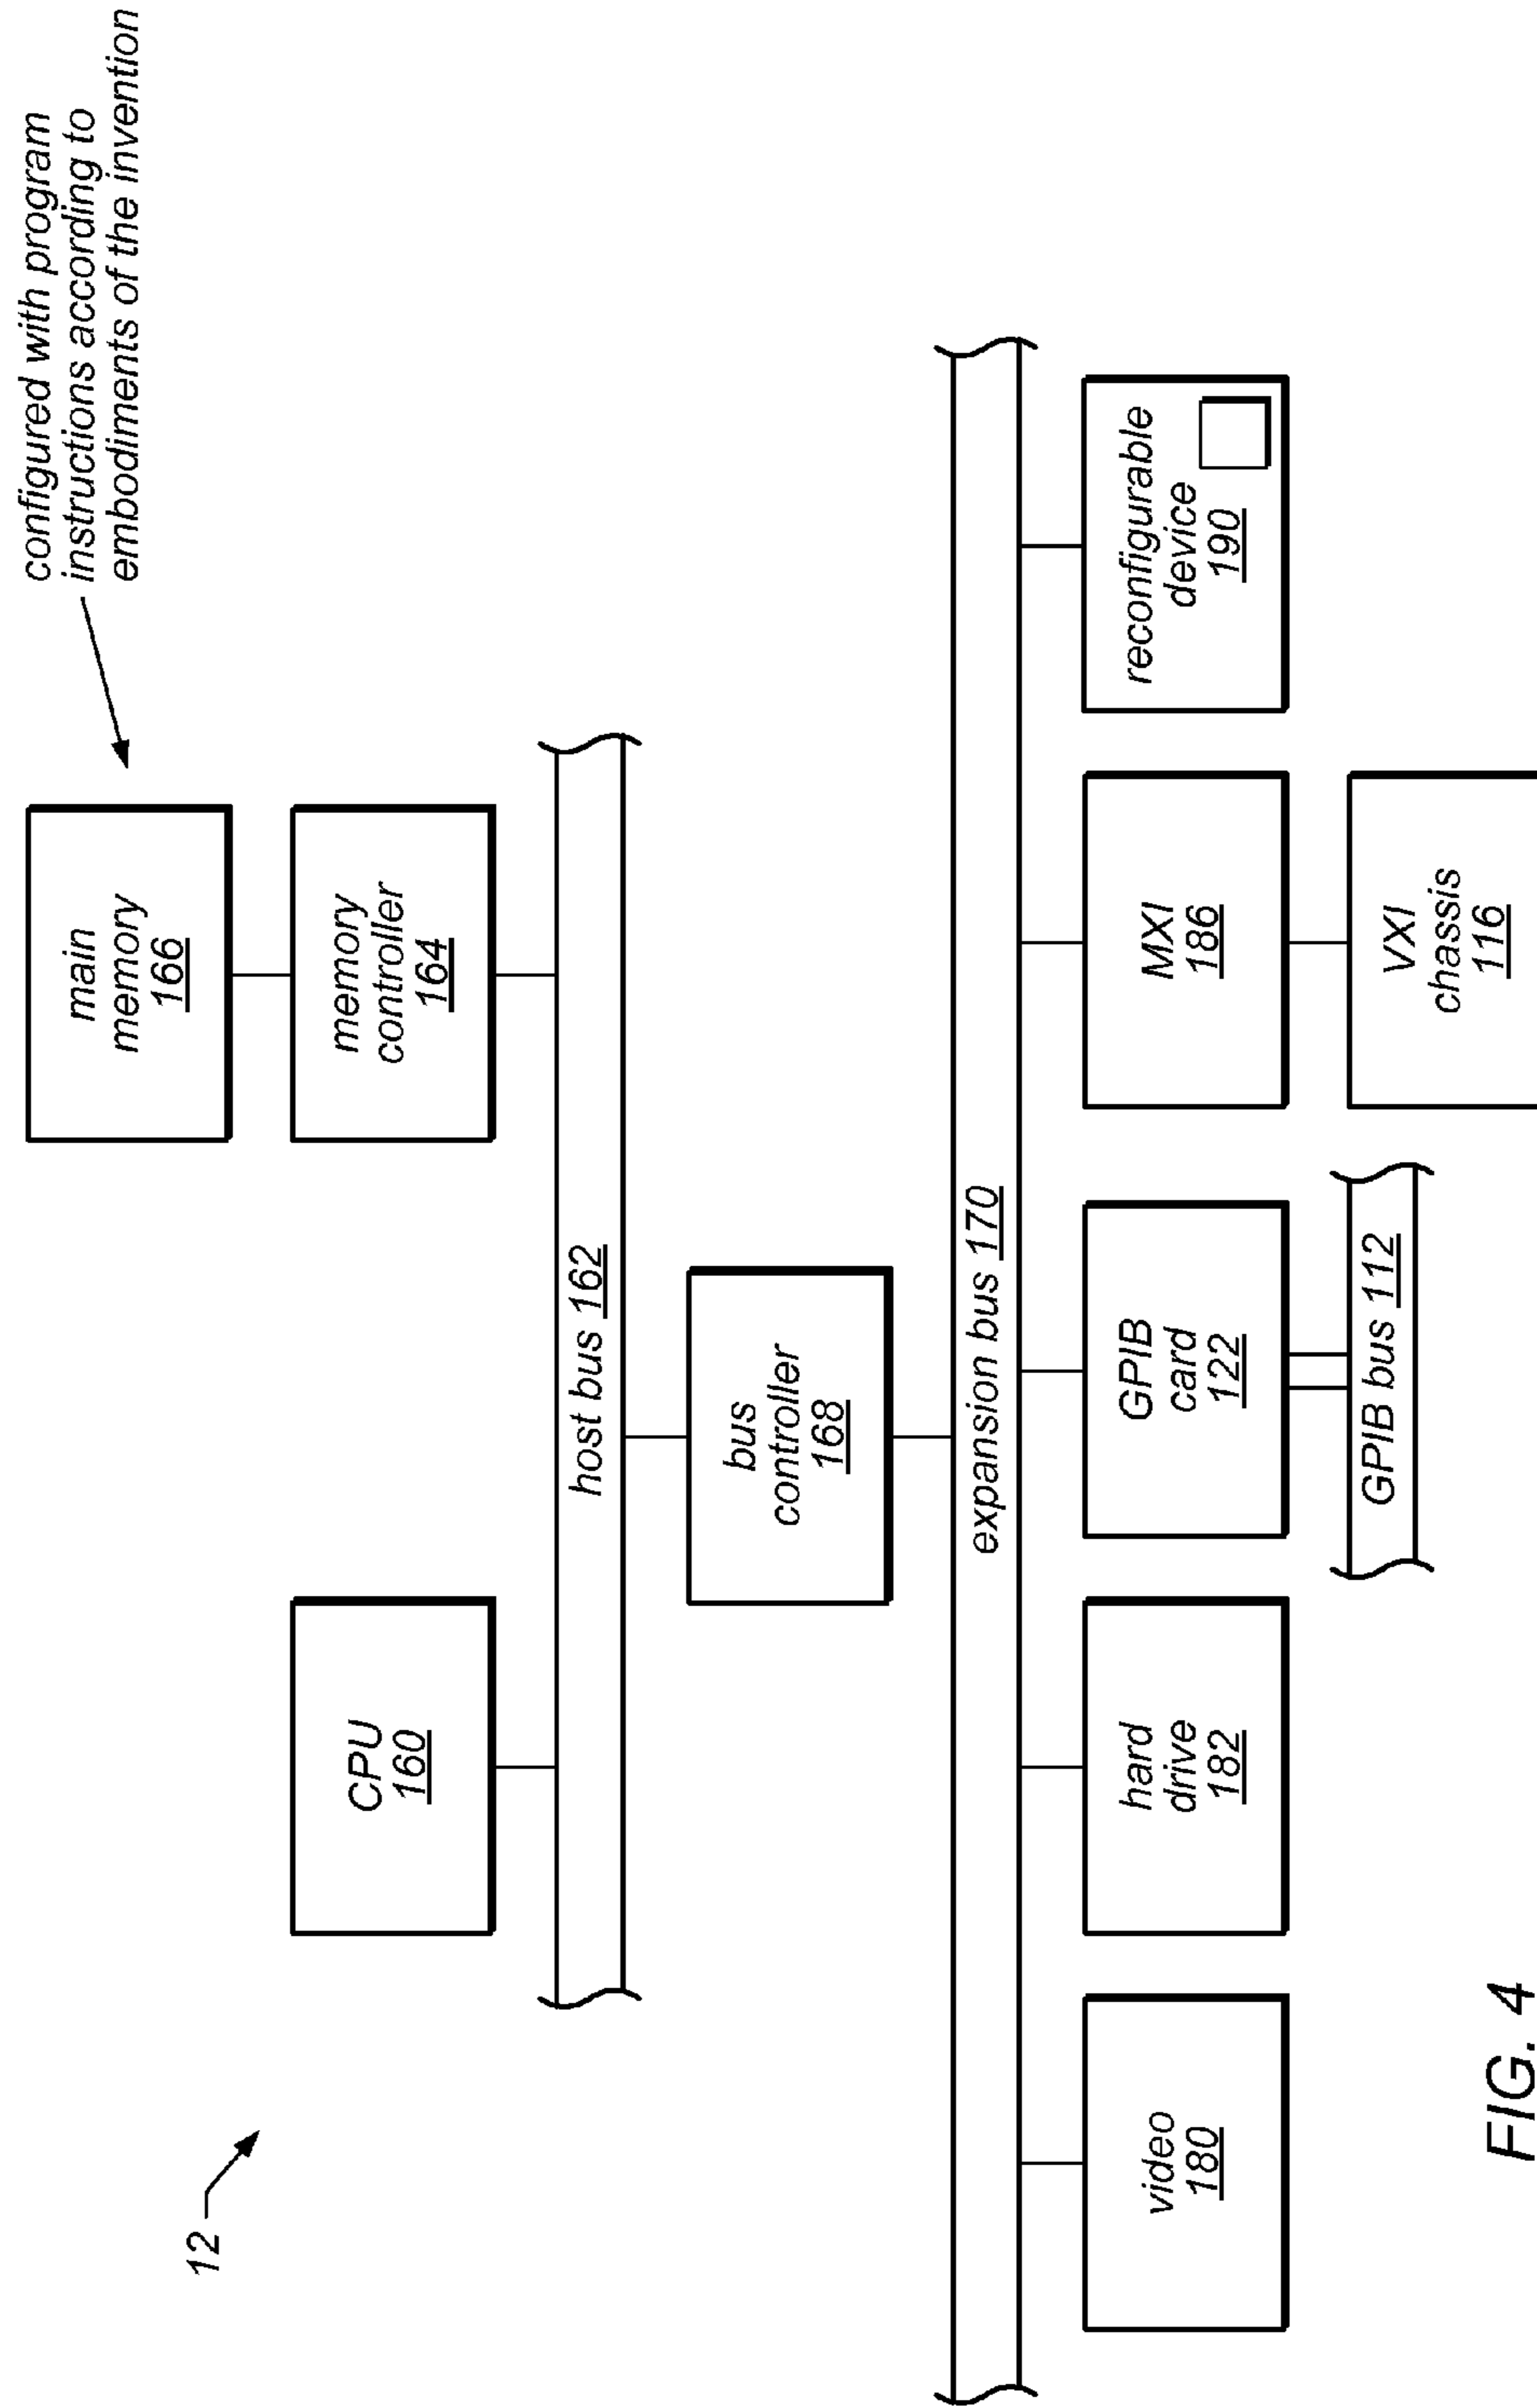 configured with program
instructions according to
embodiments of the invention
12
main
memory
166
CPU
160
memory
controller
164
host bus 162
bus
controller
168
expansion bus 170
video
180
hard
drive
182
GPIB
card
122
MXI
186
reconfigurable
device
190
GPIB bus 112
VXI
chassis
116
FIG. 4